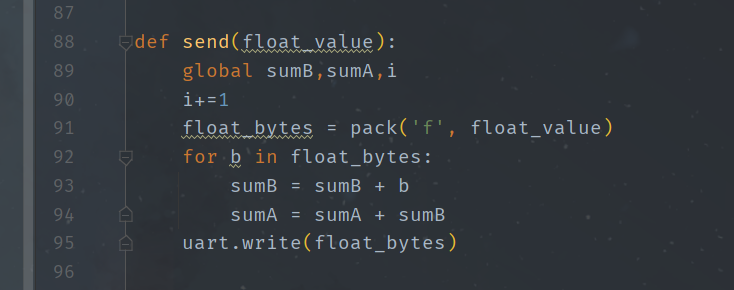 87
88 def send(float_value):
89     global sumB,sumA,i
90     i+=1
91     float_bytes = pack('f', float_value)
92     for b in float_bytes:
93         sumB = sumB + b
94         sumA = sumA + sumB
95     uart.write(float_bytes)
96